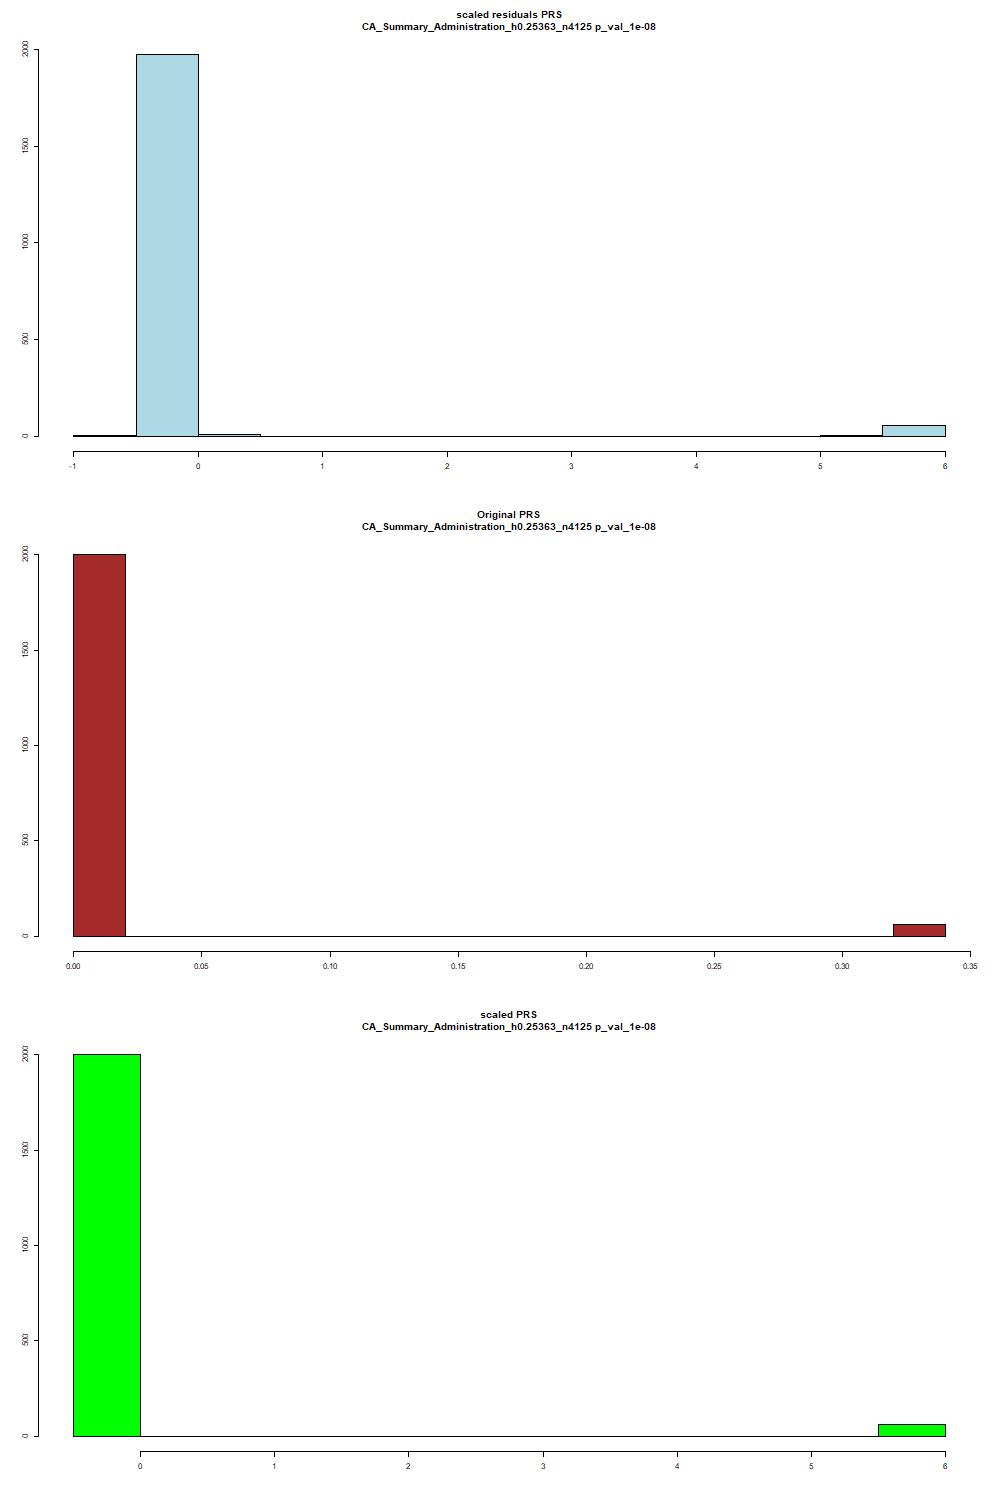 scaled residuals PRS
CA_Summary_Administration_h0.25363_n4125 p_val_1e-08
2000
1500
1000
500
0
-1 0 1 2 3 4 5 6
Original PRS
CA_Summary_Administration_h0.25363_n4125 p_val_1e-08
2000
1500
1000
500
0
0.00 0.05 0.10 0.15 0.20 0.25 0.30 0.35
scaled PRS
CA_Summary_Administration_h0.25363_n4125 p_val_1e-08
2000
1500
1000
500
0
0 1 2 3 4 5 6